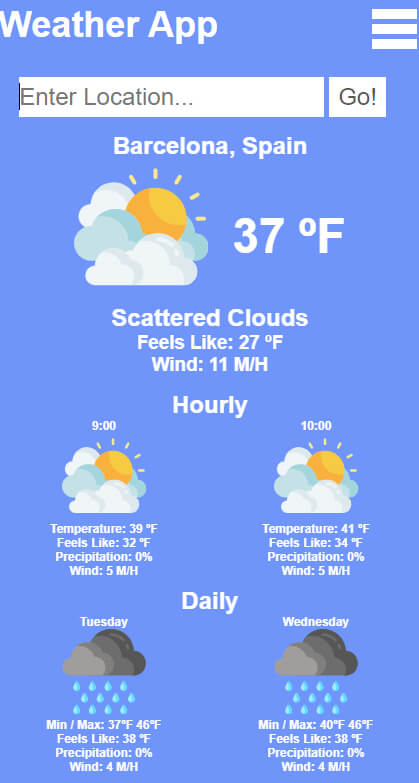 Weather App
Enter Location...
Go!
Barcelona, Spain
37 ºF
Scattered Clouds
Feels Like: 27 ºF
Wind: 11 M/H
Hourly
9:00
Temperature: 39 ºF
Feels Like: 32 ºF
Precipitation: 0%
Wind: 5 M/H
10:00
Temperature: 41 ºF
Feels Like: 34 ºF
Precipitation: 0%
Wind: 5 M/H
Daily
Tuesday
Min / Max: 37ºF 46ºF
Feels Like: 38 ºF
Precipitation: 0%
Wind: 4 M/H
Wednesday
Min / Max: 40ºF 46ºF
Feels Like: 38 ºF
Precipitation: 0%
Wind: 4 M/H